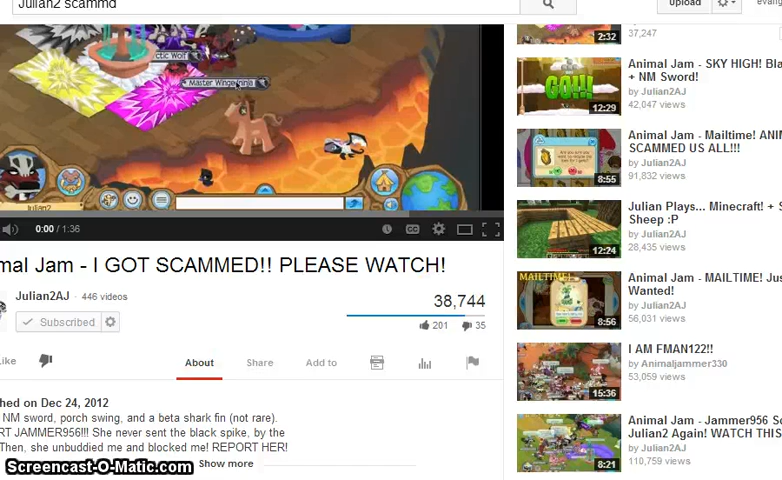 Julian2 scammd
upload
evang
ctic Wolf
Master Wingedninja
Julian2
0:00 / 1:36
CC
mal Jam - I GOT SCAMMED!! PLEASE WATCH!
Julian2AJ · 446 videos
Subscribed
38,744
201 35
ike
About Share Add to
shed on Dec 24, 2012
NM sword, porch swing, and a beta shark fin (not rare).
RT JAMMER956!!! She never sent the black spike, by the
Then, she unbuddied me and blocked me! REPORT HER!
Show more
Screencast-O-Matic.com
2:32
37,247
GO!!!
12:29
Animal Jam - SKY HIGH! Bla
+ NM Sword!
by Julian2AJ
42,047 views
8:55
Animal Jam - Mailtime! ANIM
SCAMMED US ALL!!!
by Julian2AJ
91,832 views
12:24
Julian Plays... Minecraft! + S
Sheep :P
by Julian2AJ
28,435 views
MAILTIME!
8:56
Animal Jam - MAILTIME! Jus
Wanted!
by Julian2AJ
56,031 views
15:36
I AM FMAN122!!
by Animaljammer330
53,059 views
8:21
Animal Jam - Jammer956 Sc
Julian2 Again! WATCH THIS
by Julian2AJ
110,759 views